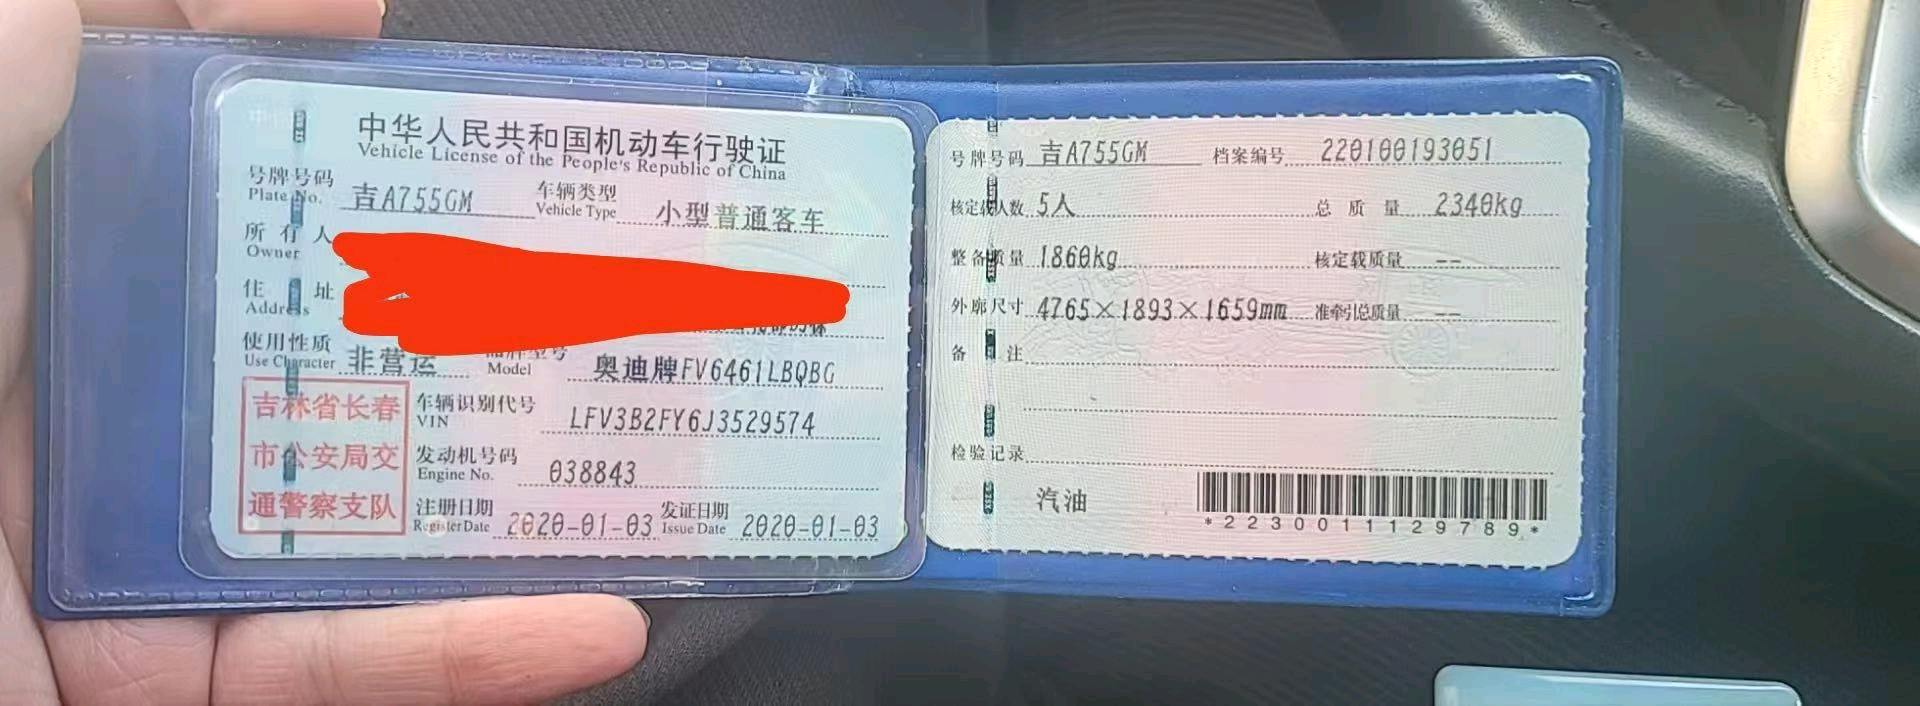 中华人民共和国机动车行驶证
Vehicle License of the People's Republic of China
号牌号码 吉A755GM 车辆类型 小型普通客车
Plate No. Vehicle Type
所有人
Owner
住址
Address
使用性质 非营运 品牌型号 奥迪牌FV6461LBQBG
Use Character Model
吉林省长春
市公安局交
通警察支队
车辆识别代号 LFV3B2FY6J3529574
VIN
发动机号码 038843
Engine No.
注册日期 2020-01-03 发证日期 2020-01-03
Register Date Issue Date
号牌号码 吉A755GM 档案编号 220100193051
核定载人数 5人 总质量 2340kg
整备质量 1860kg 核定载质量 --
外廓尺寸 4765×1893×1659mm 准牵引总质量 --
备注
检验记录
汽油
*2230011129789*